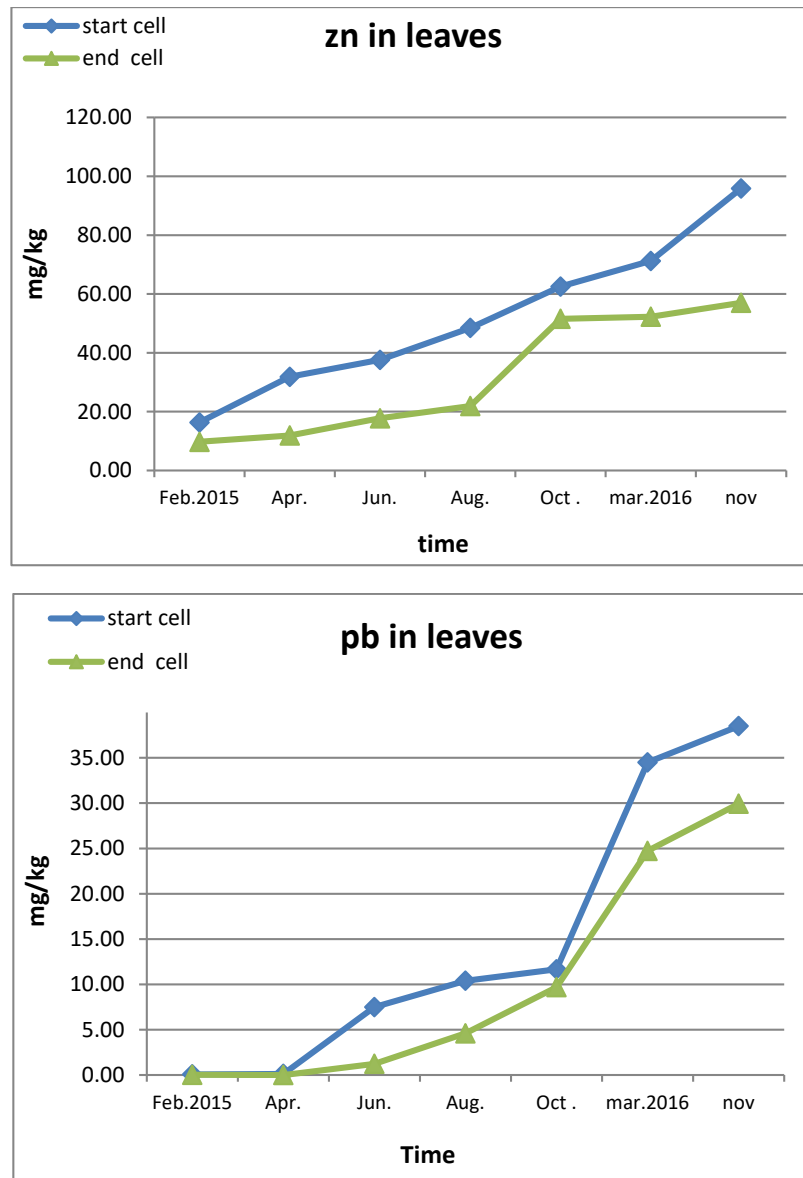 start cell
end cell
zn in leaves
120.00
100.00
80.00
60.00
40.00
20.00
0.00
mg/kg
Feb.2015 Apr. Jun. Aug. Oct . mar.2016 nov
time
start cell
end cell
pb in leaves
35.00
30.00
25.00
20.00
15.00
10.00
5.00
0.00
mg/kg
Feb.2015 Apr. Jun. Aug. Oct . mar.2016 nov
Time